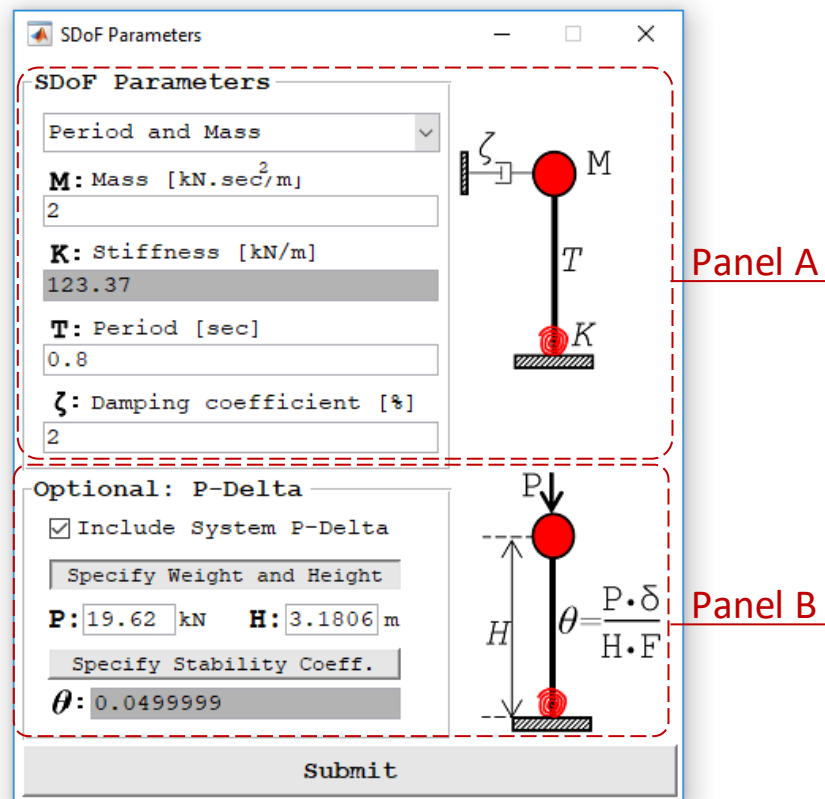 SDoF Parameters
SDoF Parameters
Period and Mass
M: Mass [kN.sec²/m]
2
K: Stiffness [kN/m]
123.37
T: Period [sec]
0.8
ζ: Damping coefficient [%]
2
ζ
M
T
K
Panel A
Optional: P-Delta
Include System P-Delta
Specify Weight and Height
P: 19.62 kN H: 3.1806 m
Specify Stability Coeff.
θ: 0.0499999
P
H
θ=P·δ/H·F
Panel B
Submit